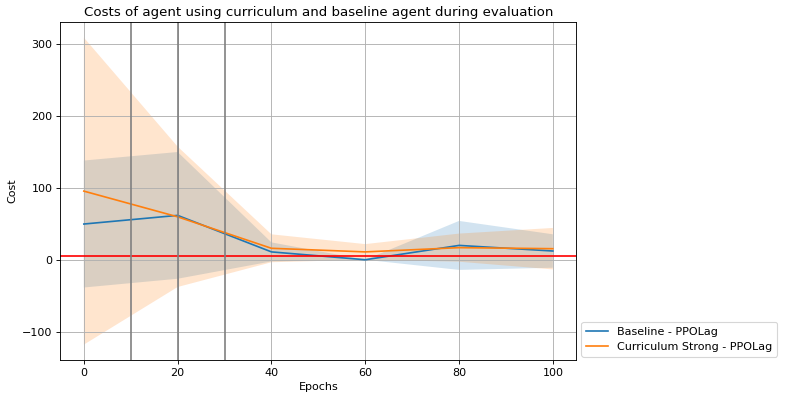 Costs of agent using curriculum and baseline agent during evaluation
300
200
100
0
−100
Cost
0 20 40 60 80 100
Epochs
Baseline - PPOLag
Curriculum Strong - PPOLag